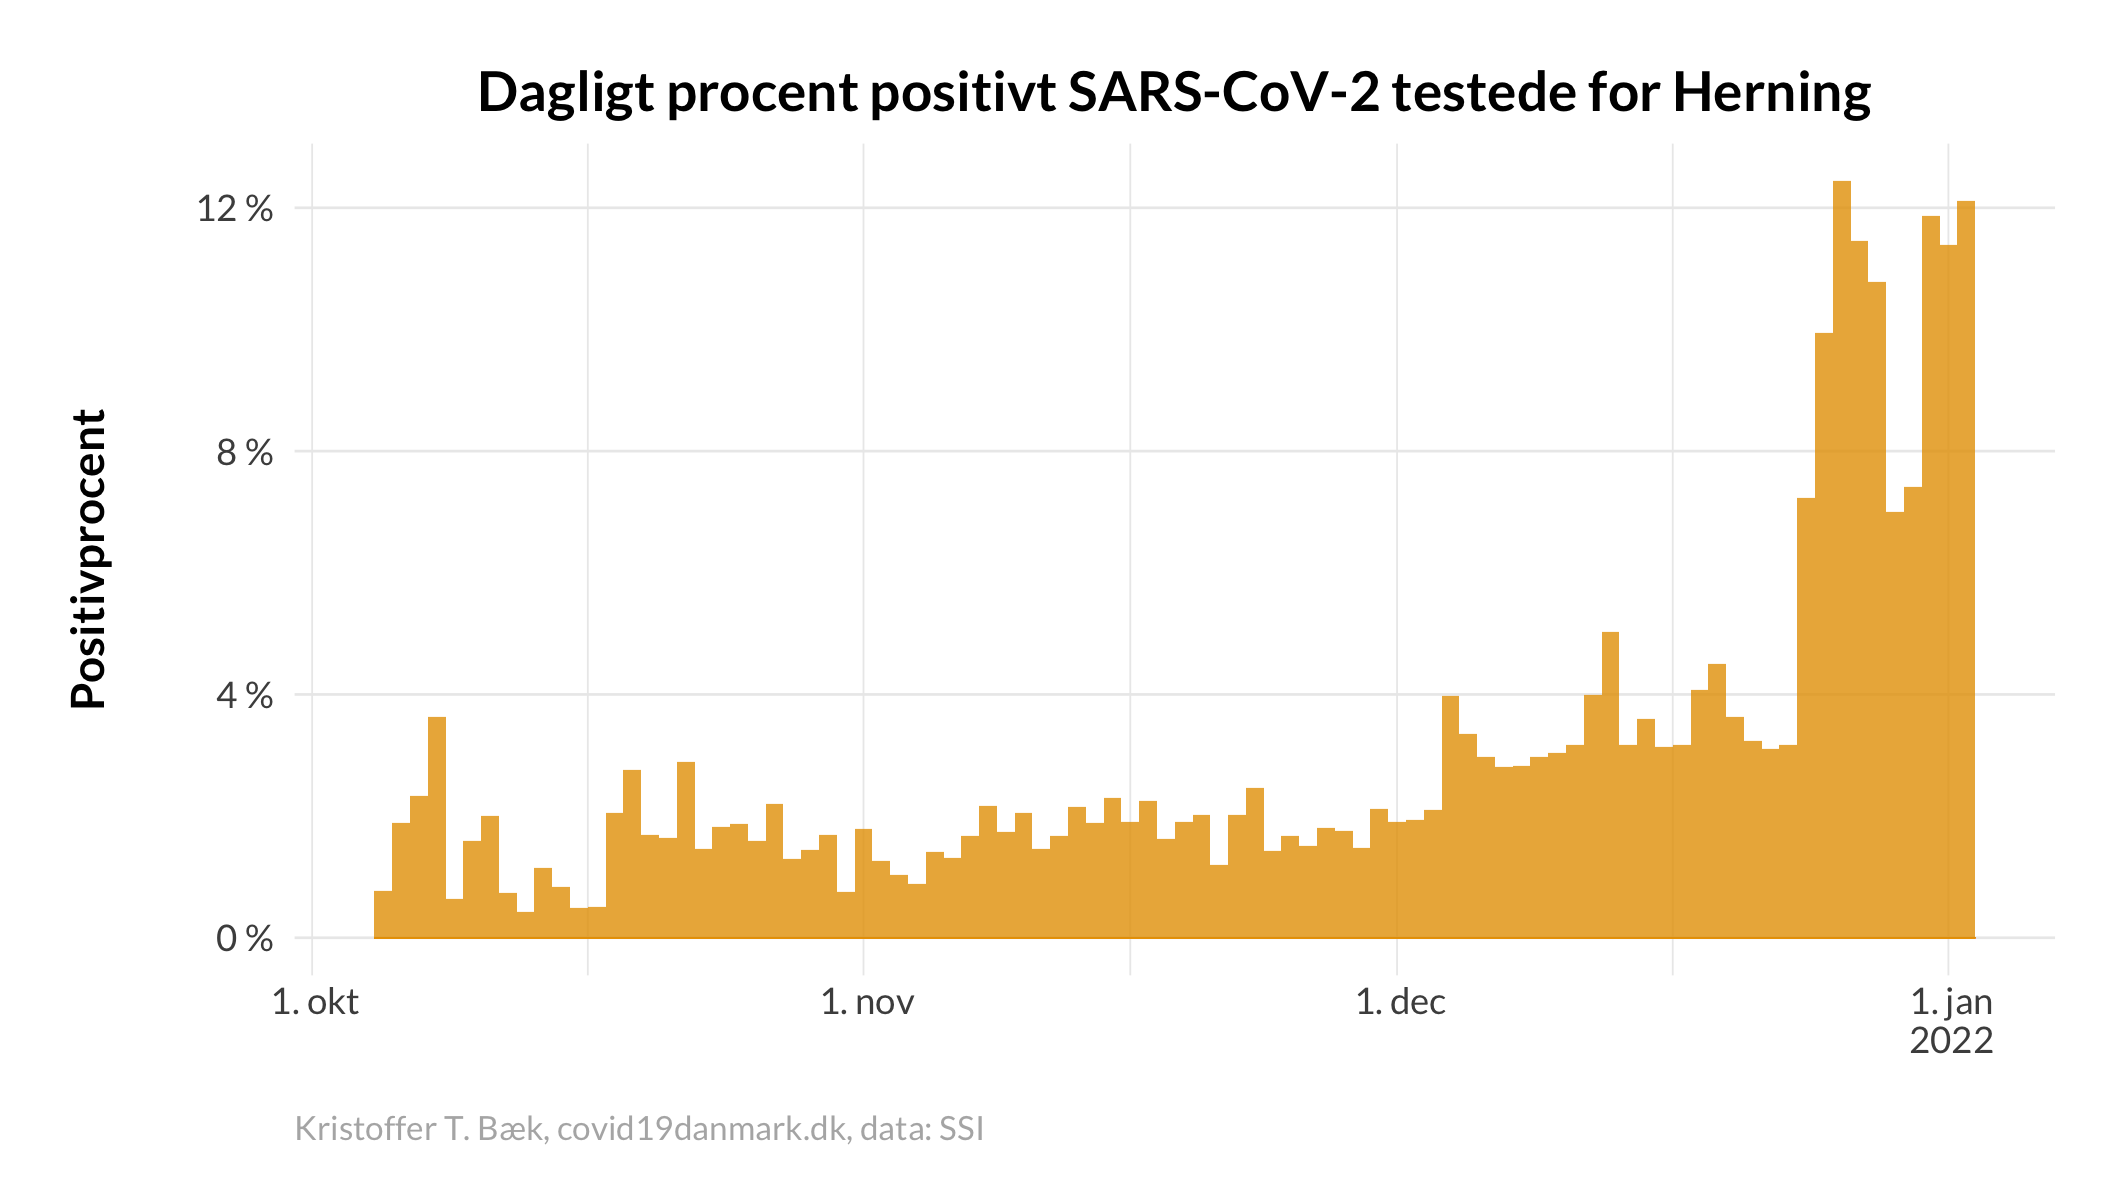 Dagligt procent positivt SARS-CoV-2 testede for Herning
Positivprocent
12 %
8 %
4 %
0 %
1. okt
1. nov
1. dec
1. jan
2022
Kristoffer T. Bæk, covid19danmark.dk, data: SSI